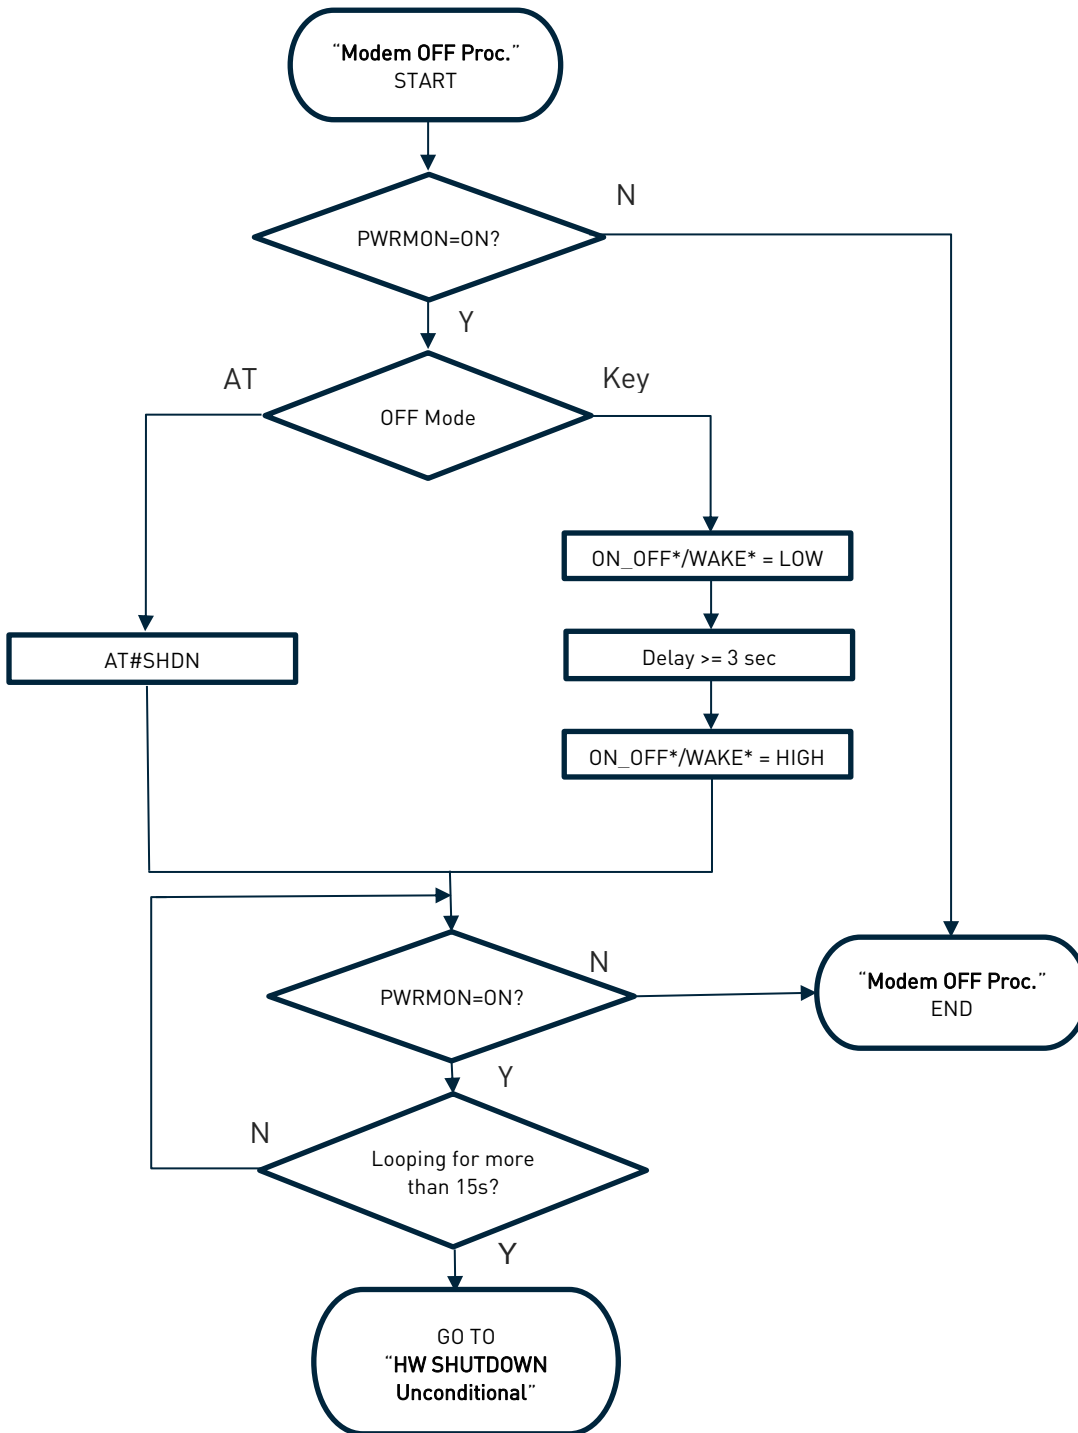 “Modem OFF Proc.”
START
N
PWRMON=ON?
Y
AT
Key
OFF Mode
ON_OFF*/WAKE* = LOW
AT#SHDN
Delay >= 3 sec
ON_OFF*/WAKE* = HIGH
N
PWRMON=ON?
“Modem OFF Proc.”
END
Y
N
Looping for more
than 15s?
Y
GO TO
“HW SHUTDOWN
Unconditional”